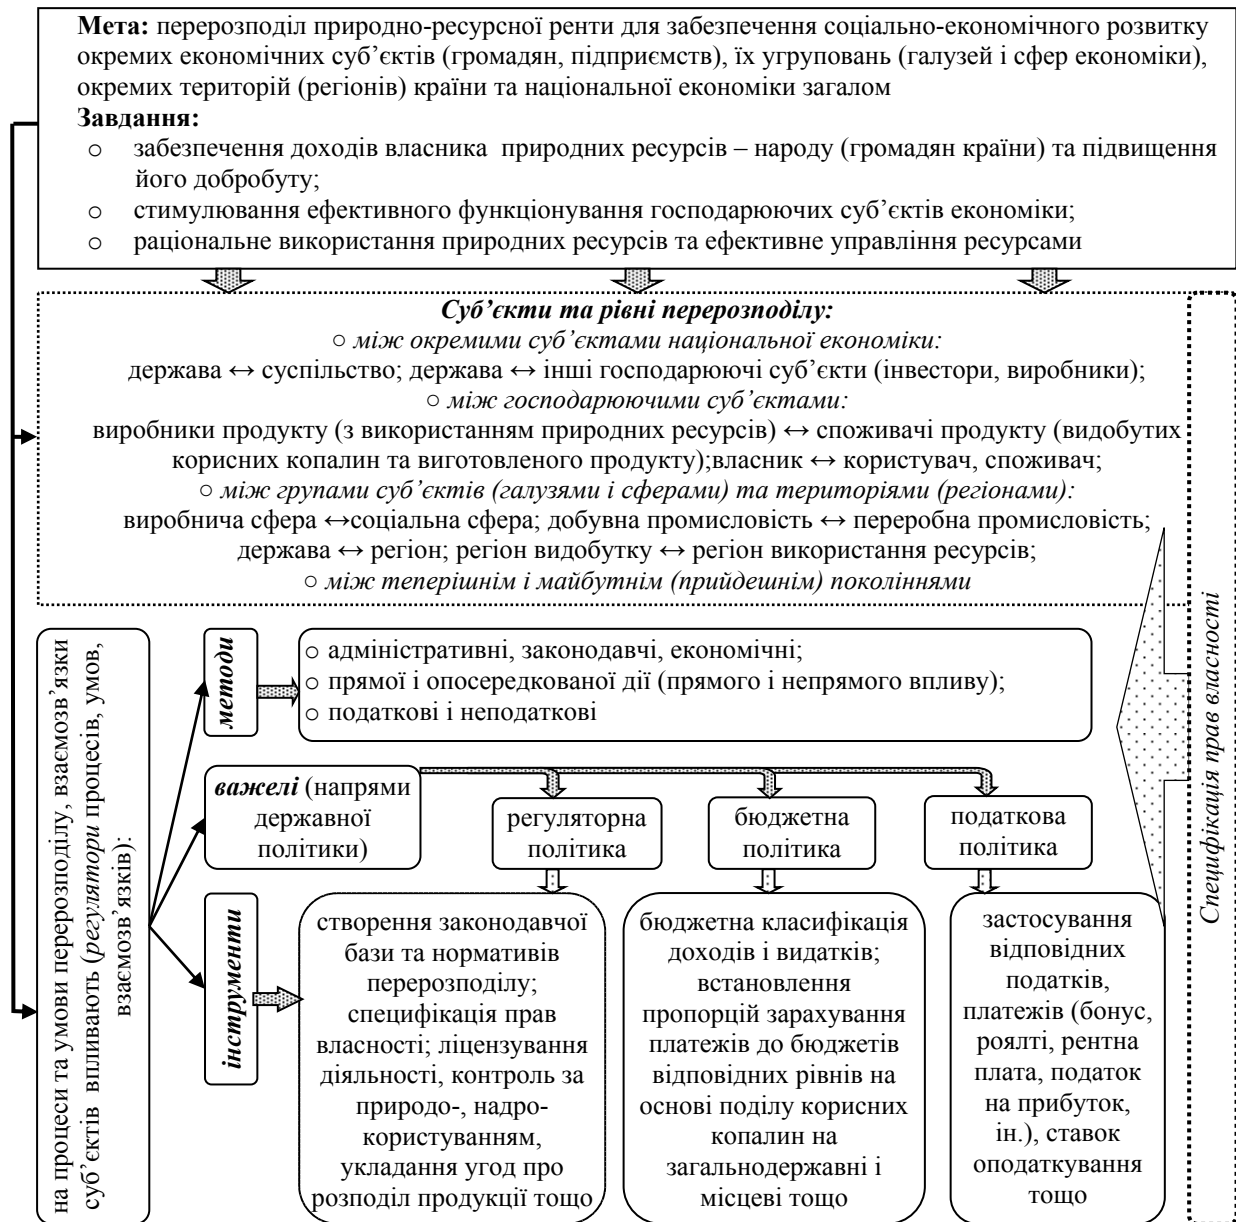 Мета: перерозподіл природно-ресурсної ренти для забезпечення соціально-економічного розвитку
окремих економічних суб’єктів (громадян, підприємств), їх угруповань (галузей і сфер економіки),
окремих територій (регіонів) країни та національної економіки загалом
Завдання:
○ забезпечення доходів власника природних ресурсів – народу (громадян країни) та підвищення
його добробуту;
○ стимулювання ефективного функціонування господарюючих суб’єктів економіки;
○ раціональне використання природних ресурсів та ефективне управління ресурсами
Суб’єкти та рівні перерозподілу:
○ між окремими суб’єктами національної економіки:
держава ↔ суспільство; держава ↔ інші господарюючі суб’єкти (інвестори, виробники);
○ між господарюючими суб’єктами:
виробники продукту (з використанням природних ресурсів) ↔ споживачі продукту (видобутих
корисних копалин та виготовленого продукту);власник ↔ користувач, споживач;
○ між групами суб’єктів (галузями і сферами) та територіями (регіонами):
виробнича сфера ↔соціальна сфера; добувна промисловість ↔ переробна промисловість;
держава ↔ регіон; регіон видобутку ↔ регіон використання ресурсів;
○ між теперішнім і майбутнім (прийдешнім) поколіннями
Специфікація прав власності
на процеси та умови перерозподілу, взаємозв’язки
суб’єктів впливають (регулятори процесів, умов,
взаємозв’язків):
методи
○ адміністративні, законодавчі, економічні;
○ прямої і опосередкованої дії (прямого і непрямого впливу);
○ податкові і неподаткові
важелі (напрями
державної
політики)
регуляторна
політика
бюджетна
політика
податкова
політика
інструменти
створення законодавчої
бази та нормативів
перерозподілу;
специфікація прав
власності; ліцензування
діяльності, контроль за
природо-, надро-
користуванням,
укладання угод про
розподіл продукції тощо
бюджетна класифікація
доходів і видатків;
встановлення
пропорцій зарахування
платежів до бюджетів
відповідних рівнів на
основі поділу корисних
копалин на
загальнодержавні і
місцеві тощо
застосування
відповідних
податків,
платежів (бонус,
роялті, рентна
плата, податок
на прибуток,
ін.), ставок
оподаткування
тощо